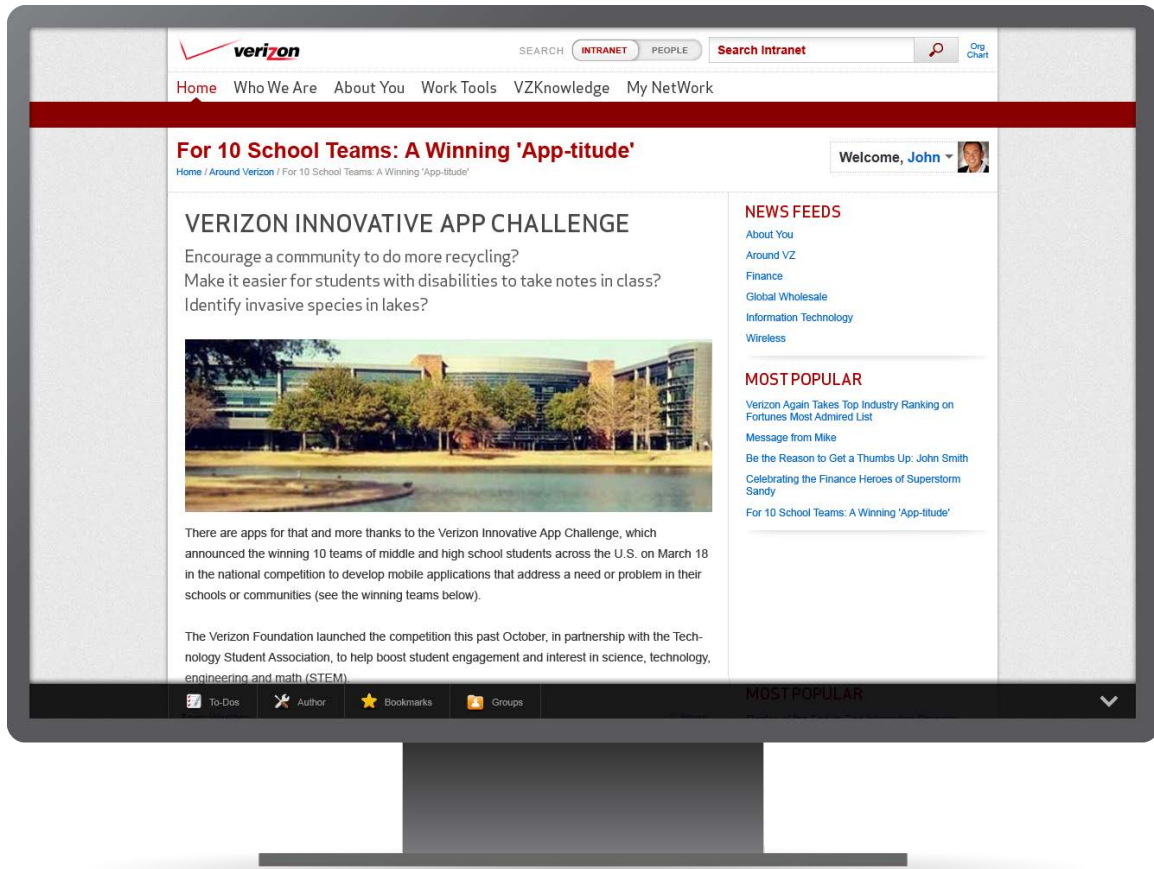 verizon
SEARCH INTRANET PEOPLE Search Intranet Org
Chart
Home Who We Are About You Work Tools VZKnowledge My NetWork
For 10 School Teams: A Winning 'App-titude'
Home / Around Verizon / For 10 School Teams: A Winning 'App-titude'
Welcome, John
VERIZON INNOVATIVE APP CHALLENGE
Encourage a community to do more recycling?
Make it easier for students with disabilities to take notes in class?
Identify invasive species in lakes?
There are apps for that and more thanks to the Verizon Innovative App Challenge, which
announced the winning 10 teams of middle and high school students across the U.S. on March 18
in the national competition to develop mobile applications that address a need or problem in their
schools or communities (see the winning teams below).
The Verizon Foundation launched the competition this past October, in partnership with the Tech-
nology Student Association, to help boost student engagement and interest in science, technology,
engineering and math (STEM).
NEWS FEEDS
About You
Around VZ
Finance
Global Wholesale
Information Technology
Wireless
MOST POPULAR
Verizon Again Takes Top Industry Ranking on
Fortunes Most Admired List
Message from Mike
Be the Reason to Get a Thumbs Up: John Smith
Celebrating the Finance Heroes of Superstorm
Sandy
For 10 School Teams: A Winning 'App-titude'
MOST POPULAR
To-Dos Author Bookmarks Groups